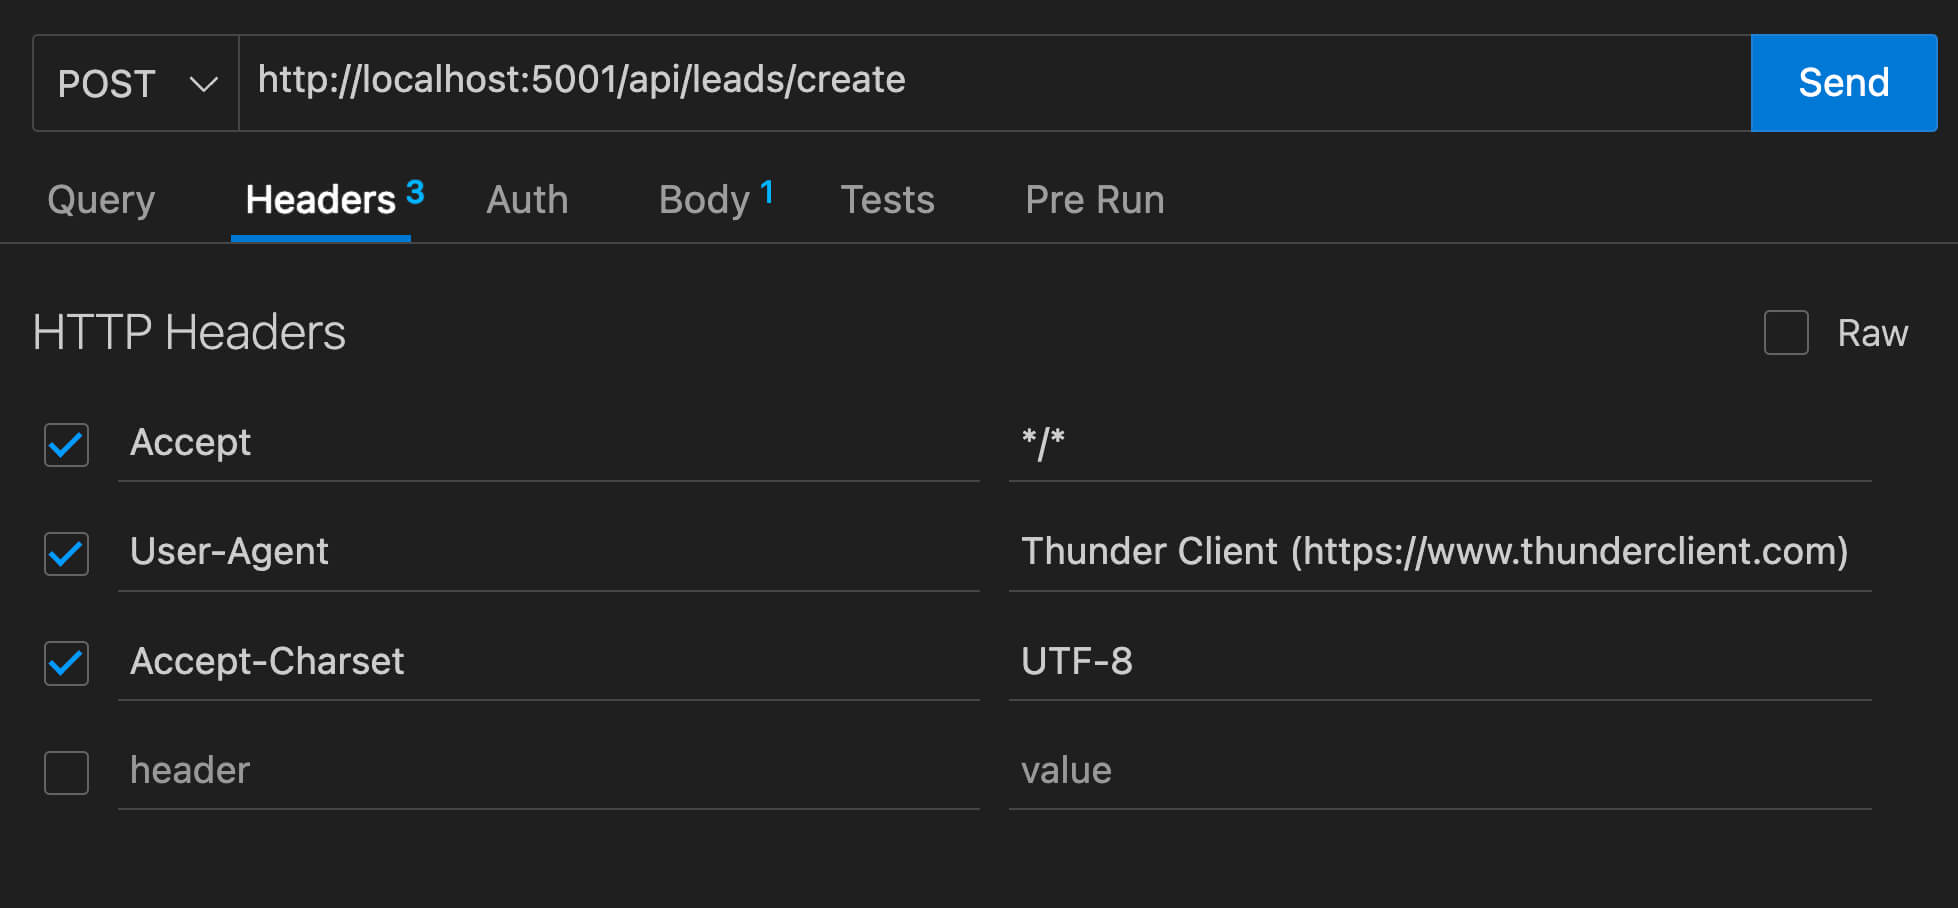 POST http://localhost:5001/api/leads/create Send
Query Headers 3 Auth Body 1 Tests Pre Run
HTTP Headers Raw
Accept */*
User-Agent Thunder Client (https://www.thunderclient.com)
Accept-Charset UTF-8
header value